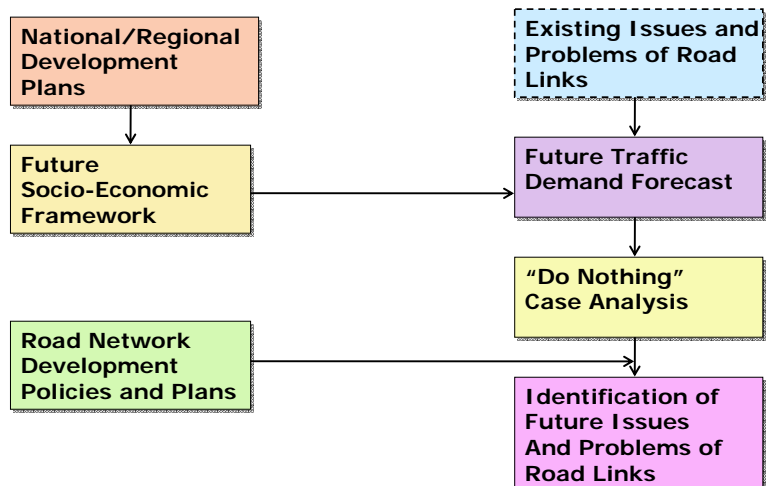 National/Regional
Development
Plans
Existing Issues and
Problems of Road
Links
Future
Socio-Economic
Framework
Future Traffic
Demand Forecast
“Do Nothing”
Case Analysis
Road Network
Development
Policies and Plans
Identification of
Future Issues
And Problems of
Road Links